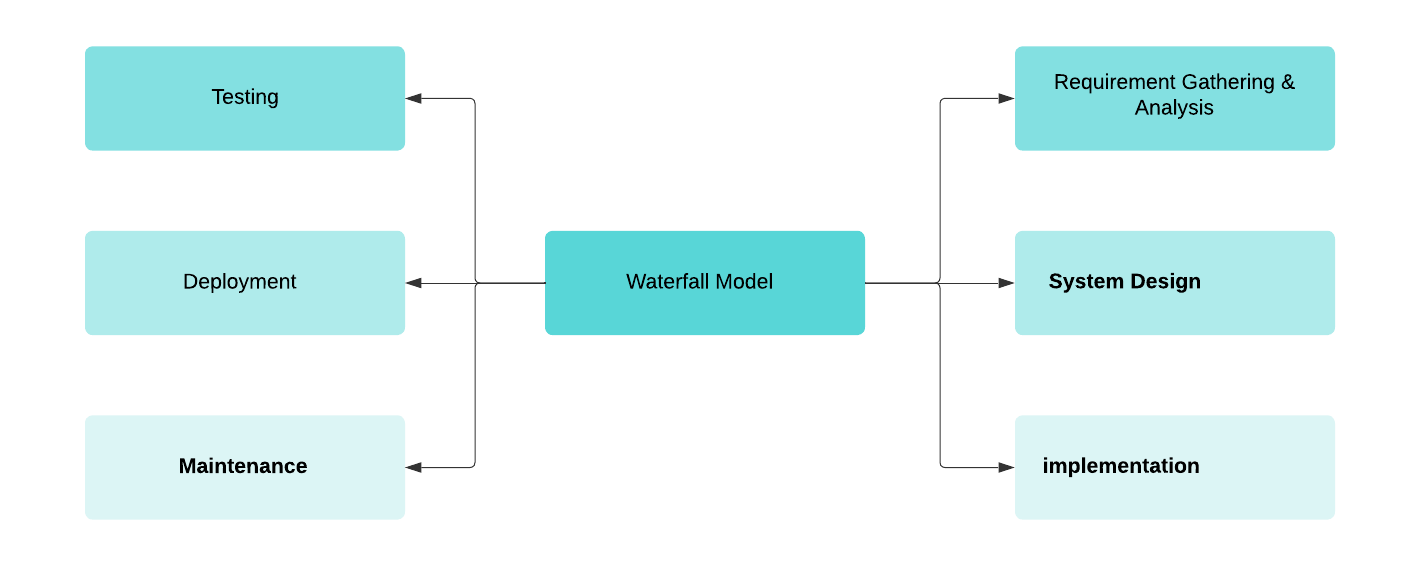 Testing
Requirement Gathering &
Analysis
Deployment
Waterfall Model
System Design
Maintenance
implementation